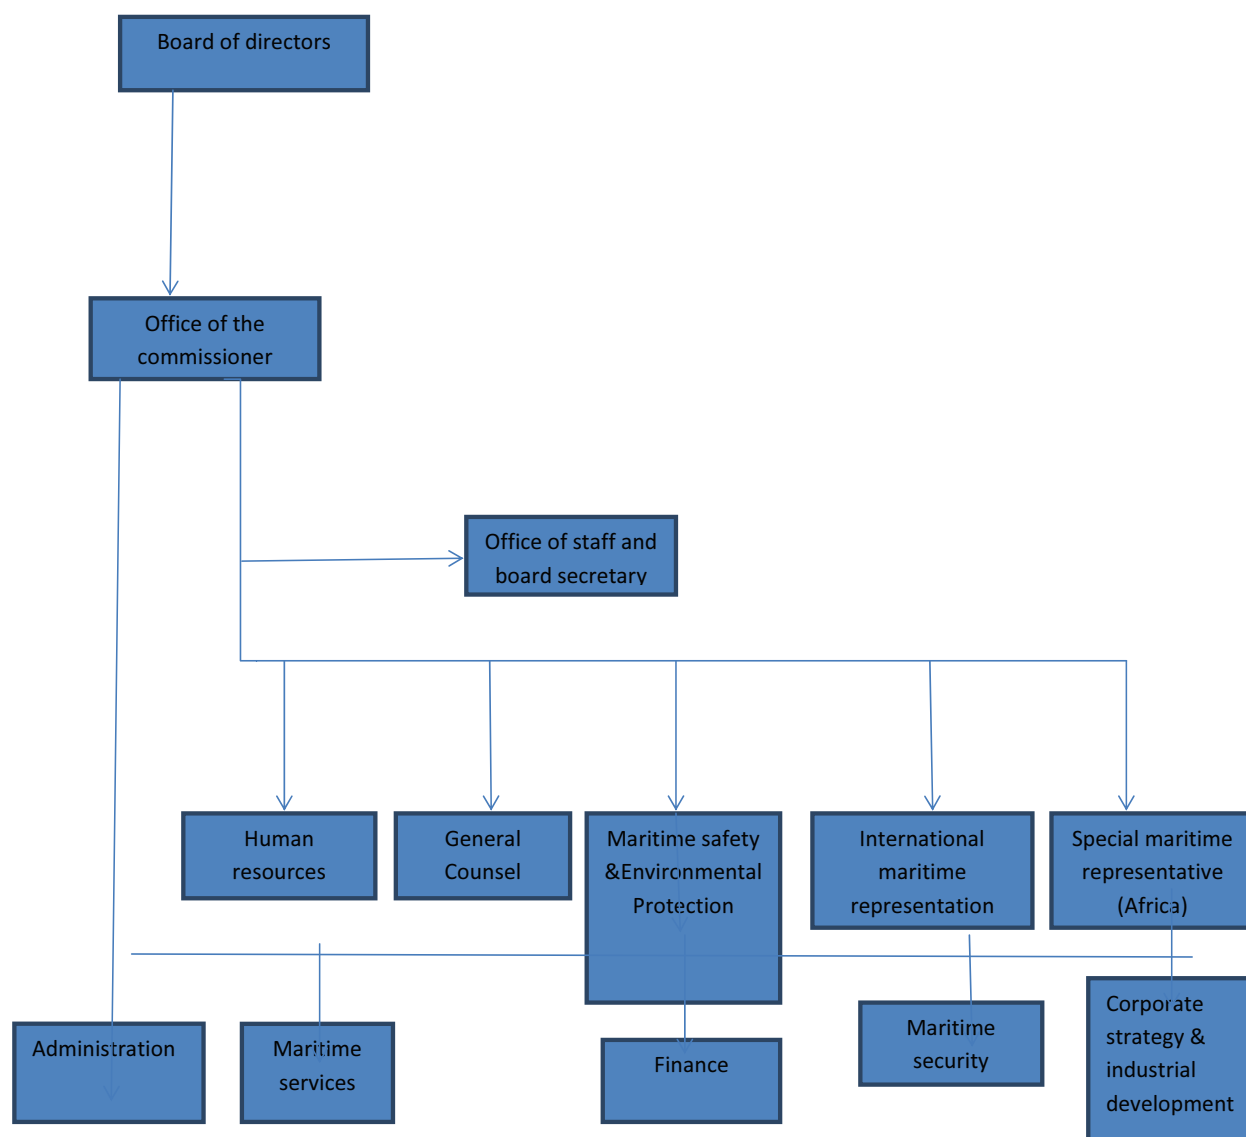 Board of directors
Office of the
commissioner
Office of staff and
board secretary
Human
resources
General
Counsel
Maritime safety
&Environmental
Protection
International
maritime
representation
Special maritime
representative
(Africa)
Administration
Maritime
services
Finance
Maritime
security
Corporate
strategy &
industrial
development